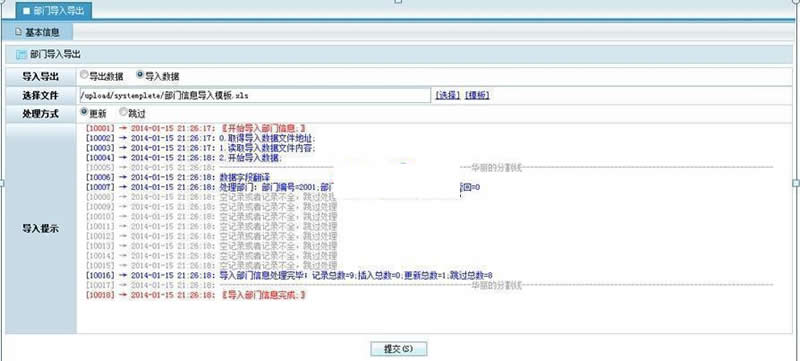 部门导入导出
基本信息
部门导入导出
导入导出 导出数据 导入数据
选择文件 /upload/systemplete/部门信息导入模板.xls [选择] [模板]
处理方式 更新 跳过
导入提示
[10001] → 2014-01-15 21:26:17: 〖开始导入部门信息;〗
[10002] → 2014-01-15 21:26:17: 0.取得导入数据文件地址;
[10003] → 2014-01-15 21:26:17: 1.读取导入数据文件内容;
[10004] → 2014-01-15 21:26:18: 2.开始导入数据;
[10005] → 2014-01-15 21:26:18: 华丽的分割线
[10006] → 2014-01-15 21:26:18: 数据字段翻译
[10007] → 2014-01-15 21:26:18: 处理部门: 部门编号=2001;部门 回=0
[10008] → 2014-01-15 21:26:18: 空记录或者记录不全, 跳过处理
[10009] → 2014-01-15 21:26:18: 空记录或者记录不全, 跳过处理
[10010] → 2014-01-15 21:26:18: 空记录或者记录不全, 跳过处理
[10011] → 2014-01-15 21:26:18: 空记录或者记录不全, 跳过处理
[10012] → 2014-01-15 21:26:18: 空记录或者记录不全, 跳过处理
[10013] → 2014-01-15 21:26:18: 空记录或者记录不全, 跳过处理
[10014] → 2014-01-15 21:26:18: 空记录或者记录不全, 跳过处理
[10015] → 2014-01-15 21:26:18: 空记录或者记录不全, 跳过处理
[10016] → 2014-01-15 21:26:18: 导入部门信息处理完毕: 记录总数=9;插入总数=0;更新总数=1;跳过总数=8
[10017] → 2014-01-15 21:26:18: 华丽的分割线
[10018] → 2014-01-15 21:26:18: 〖导入部门信息完成;〗
提交(S)